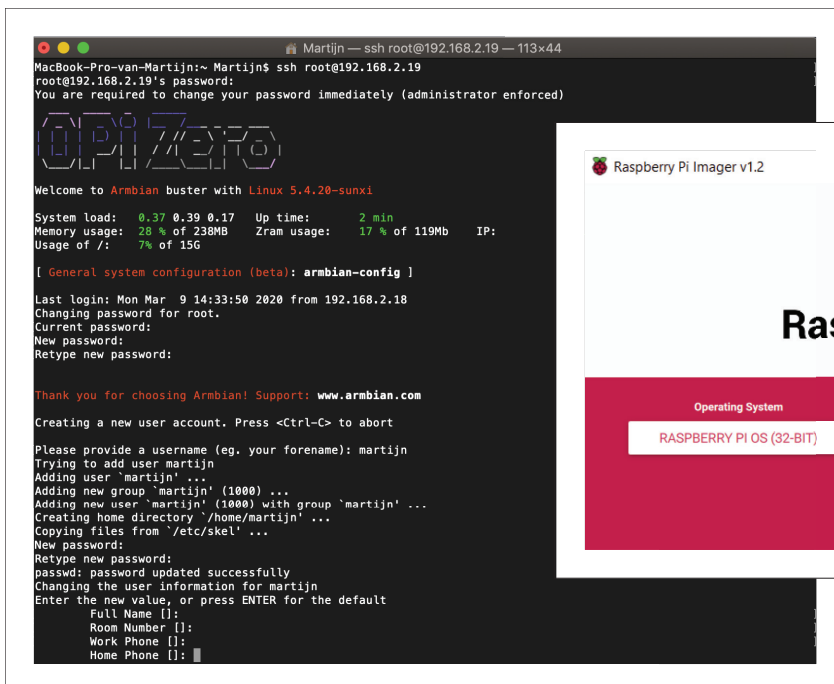 Martijn — ssh root@192.168.2.19 — 113×44
MacBook-Pro-van-Martijn:~ Martijn$ ssh root@192.168.2.19
root@192.168.2.19's password:
You are required to change your password immediately (administrator enforced)
OPi Zero
Welcome to Armbian buster with Linux 5.4.20-sunxi
System load:   0.37 0.39 0.17   Up time:       2 min
Memory usage:  28 % of 238MB    Zram usage:    17 % of 119Mb    IP:
Usage of /:    7% of 15G
[ General system configuration (beta): armbian-config ]
Last login: Mon Mar  9 14:33:50 2020 from 192.168.2.18
Changing password for root.
Current password:
New password:
Retype new password:
Thank you for choosing Armbian! Support: www.armbian.com
Creating a new user account. Press <Ctrl-C> to abort
Please provide a username (eg. your forename): martijn
Trying to add user martijn
Adding user `martijn' ...
Adding new group `martijn' (1000) ...
Adding new user `martijn' (1000) with group `martijn' ...
Creating home directory `/home/martijn' ...
Copying files from `/etc/skel' ...
New password:
Retype new password:
passwd: password updated successfully
Changing the user information for martijn
Enter the new value, or press ENTER for the default
Full Name []:
Room Number []:
Work Phone []:
Home Phone []:
Raspberry Pi Imager v1.2
Ras
Operating System
RASPBERRY PI OS (32-BIT)